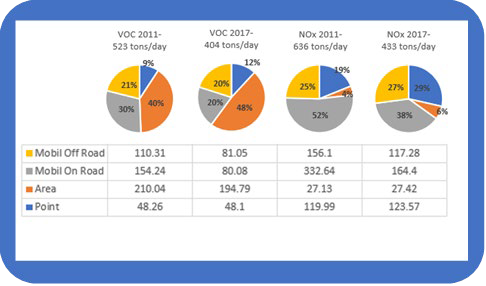 VOC 2011-
523 tons/day
VOC 2017-
404 tons/day
NOx 2011-
636 tons/day
NOx 2017-
433 tons/day
9%
21%
40%
30%
12%
20%
48%
20%
19%
25%
4%
52%
29%
27%
6%
38%
Mobil Off Road 110.31 81.05 156.1 117.28
Mobil On Road 154.24 80.08 332.64 164.4
Area 210.04 194.79 27.13 27.42
Point 48.26 48.1 119.99 123.57